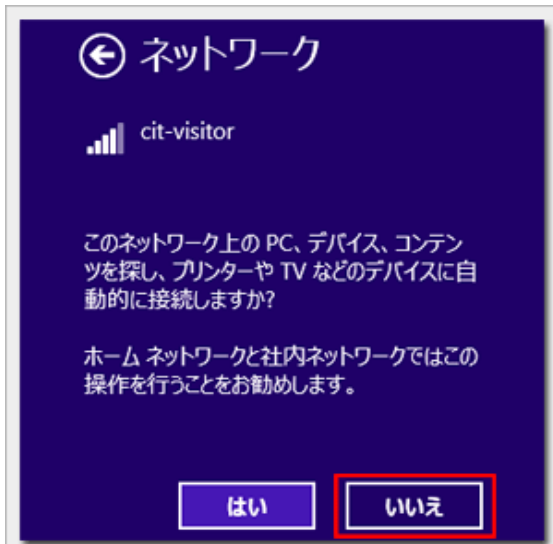 ネットワーク
cit-visitor
このネットワーク上の PC、デバイス、コンテン
ツを探し、プリンターや TV などのデバイスに自
動的に接続しますか?
ホーム ネットワークと社内ネットワークではこの
操作を行うことをお勧めします。
はい
いいえ